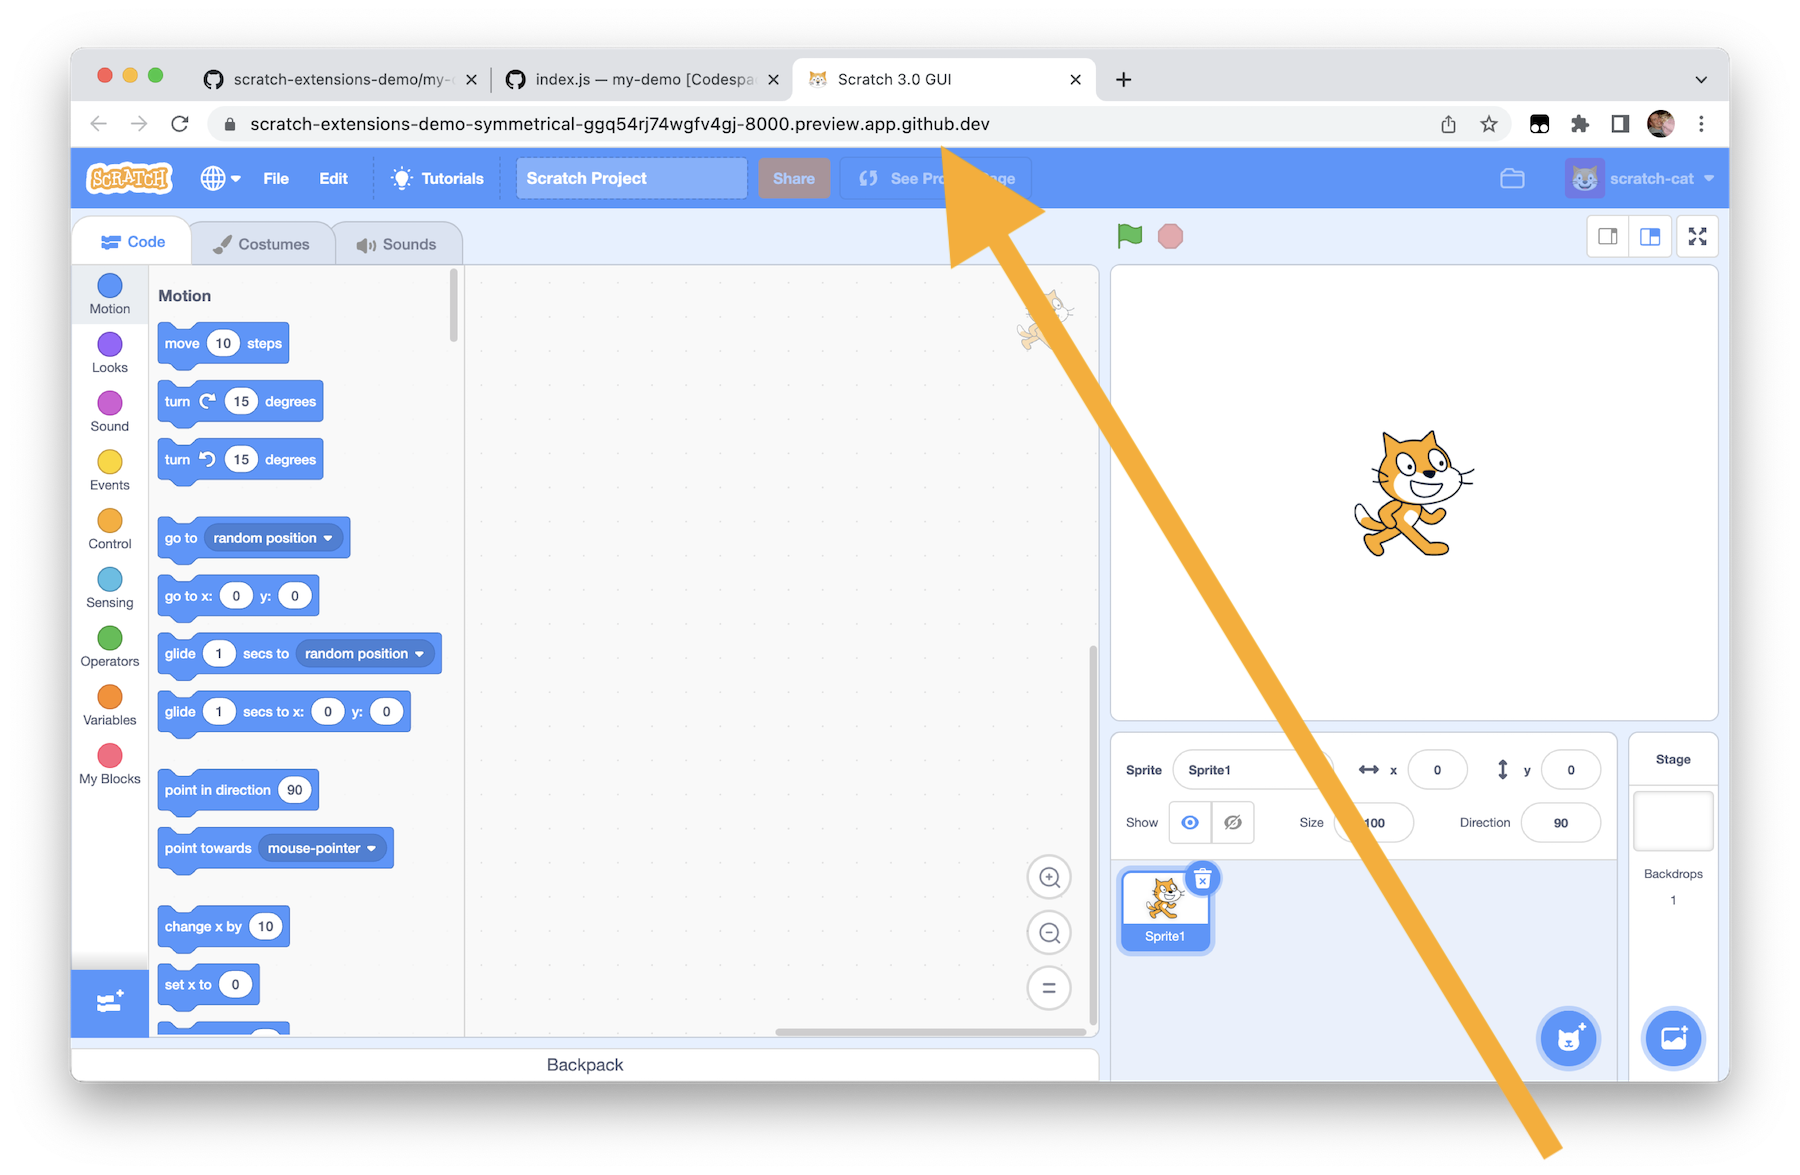 scratch-extensions-demo/my-
index.js — my-demo [Codespa
Scratch 3.0 GUI
scratch-extensions-demo-symmetrical-ggq54rj74wgfv4gj-8000.preview.app.github.dev
SCRATCH
File
Edit
Tutorials
Scratch Project
Share
See Pro
scratch-cat
Code
Costumes
Sounds
Motion
Looks
Sound
Events
Control
Sensing
Operators
Variables
My Blocks
Motion
move 10 steps
turn 15 degrees
turn 15 degrees
go to random position
go to x: 0 y: 0
glide 1 secs to random position
glide 1 secs to x: 0 y: 0
point in direction 90
point towards mouse-pointer
change x by 10
set x to 0
Backpack
Sprite Sprite1 x 0 y 0
Show Size 100 Direction 90
Sprite1
Stage
Backdrops
1